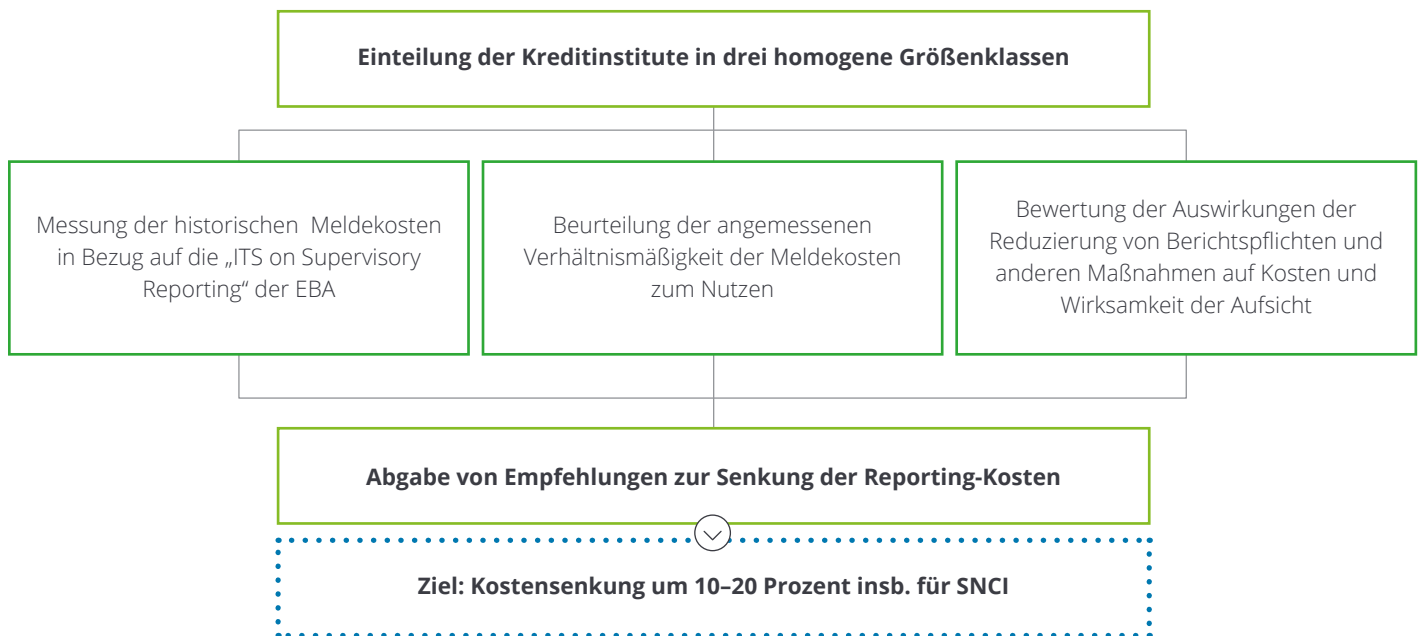 Einteilung der Kreditinstitute in drei homogene Größenklassen
Messung der historischen Meldekosten
in Bezug auf die „ITS on Supervisory
Reporting“ der EBA
Beurteilung der angemessenen
Verhältnismäßigkeit der Meldekosten
zum Nutzen
Bewertung der Auswirkungen der
Reduzierung von Berichtspflichten und
anderen Maßnahmen auf Kosten und
Wirksamkeit der Aufsicht
Abgabe von Empfehlungen zur Senkung der Reporting-Kosten
Ziel: Kostensenkung um 10–20 Prozent insb. für SNCI